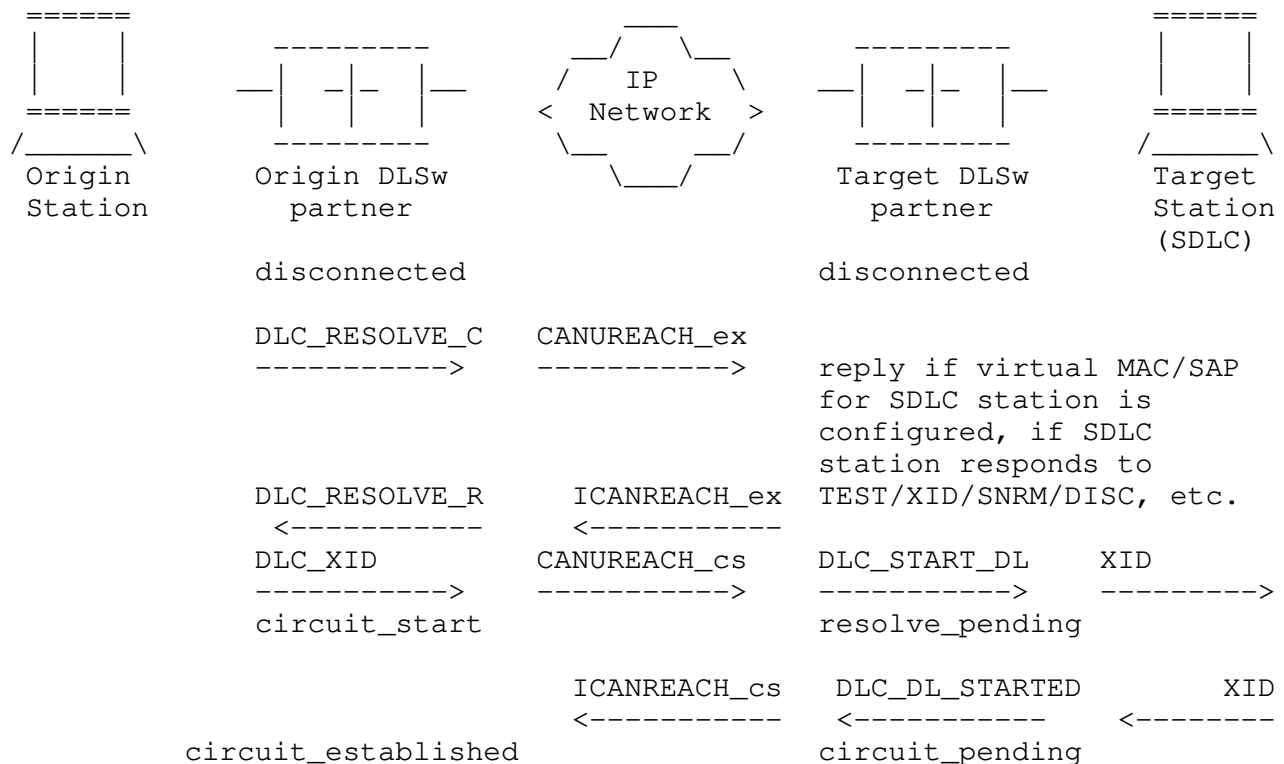 IP
Network
Origin Origin DLSw Target DLSw Target
Station partner partner Station
(SDLC)
disconnected disconnected
DLC_RESOLVE_C CANUREACH_ex
-----------> -----------> reply if virtual MAC/SAP
for SDLC station is
configured, if SDLC
station responds to
DLC_RESOLVE_R ICANREACH_ex TEST/XID/SNRM/DISC, etc.
<----------- <-----------
DLC_XID CANUREACH_cs DLC_START_DL XID
-----------> -----------> -----------> --------->
circuit_start resolve_pending
ICANREACH_cs DLC_DL_STARTED XID
<----------- <----------- <--------
circuit_established circuit_pending